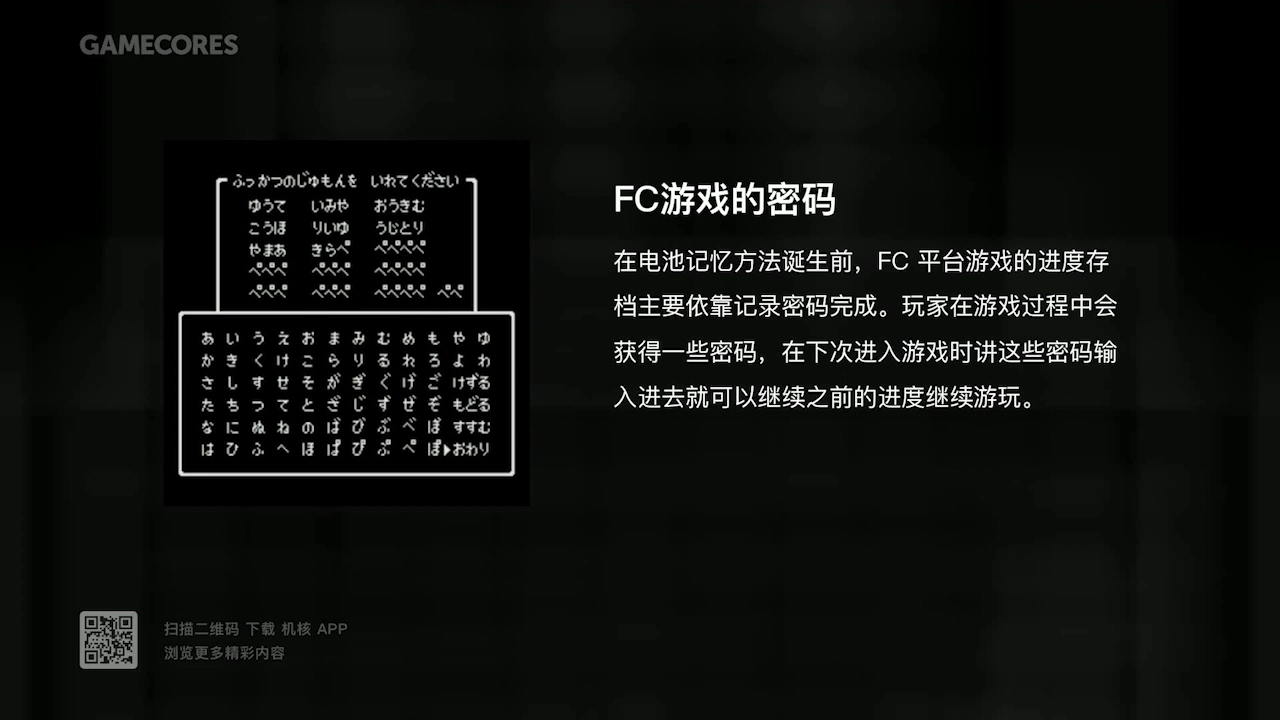 GAMECORES
ふっかつのじゅもんを いれてください
ゆうて いみや おうきむ
こうほ りいゆ うじとり
やまあ きらぺ ぺぺぺぺ
ぺぺぺ ぺぺぺ ぺぺぺぺ
ぺぺぺ ぺぺぺ ぺぺぺぺ ぺぺ
あ い う え お ま み む め も や ゆ
か き く け こ ら り る れ ろ よ わ
さ し す せ そ が ぎ ぐ げ ご けずる
た ち つ て と ざ じ ず ぜ ぞ もどる
な に ぬ ね の ば び ぶ べ ぼ すすむ
は ひ ふ へ ほ ぱ ぴ ぷ ぺ ぽ▶おわり
FC游戏的密码
在电池记忆方法诞生前，FC 平台游戏的进度存
档主要依靠记录密码完成。玩家在游戏过程中会
获得一些密码，在下次进入游戏时讲这些密码输
入进去就可以继续之前的进度继续游玩。
扫描二维码 下载 机核 APP
浏览更多精彩内容